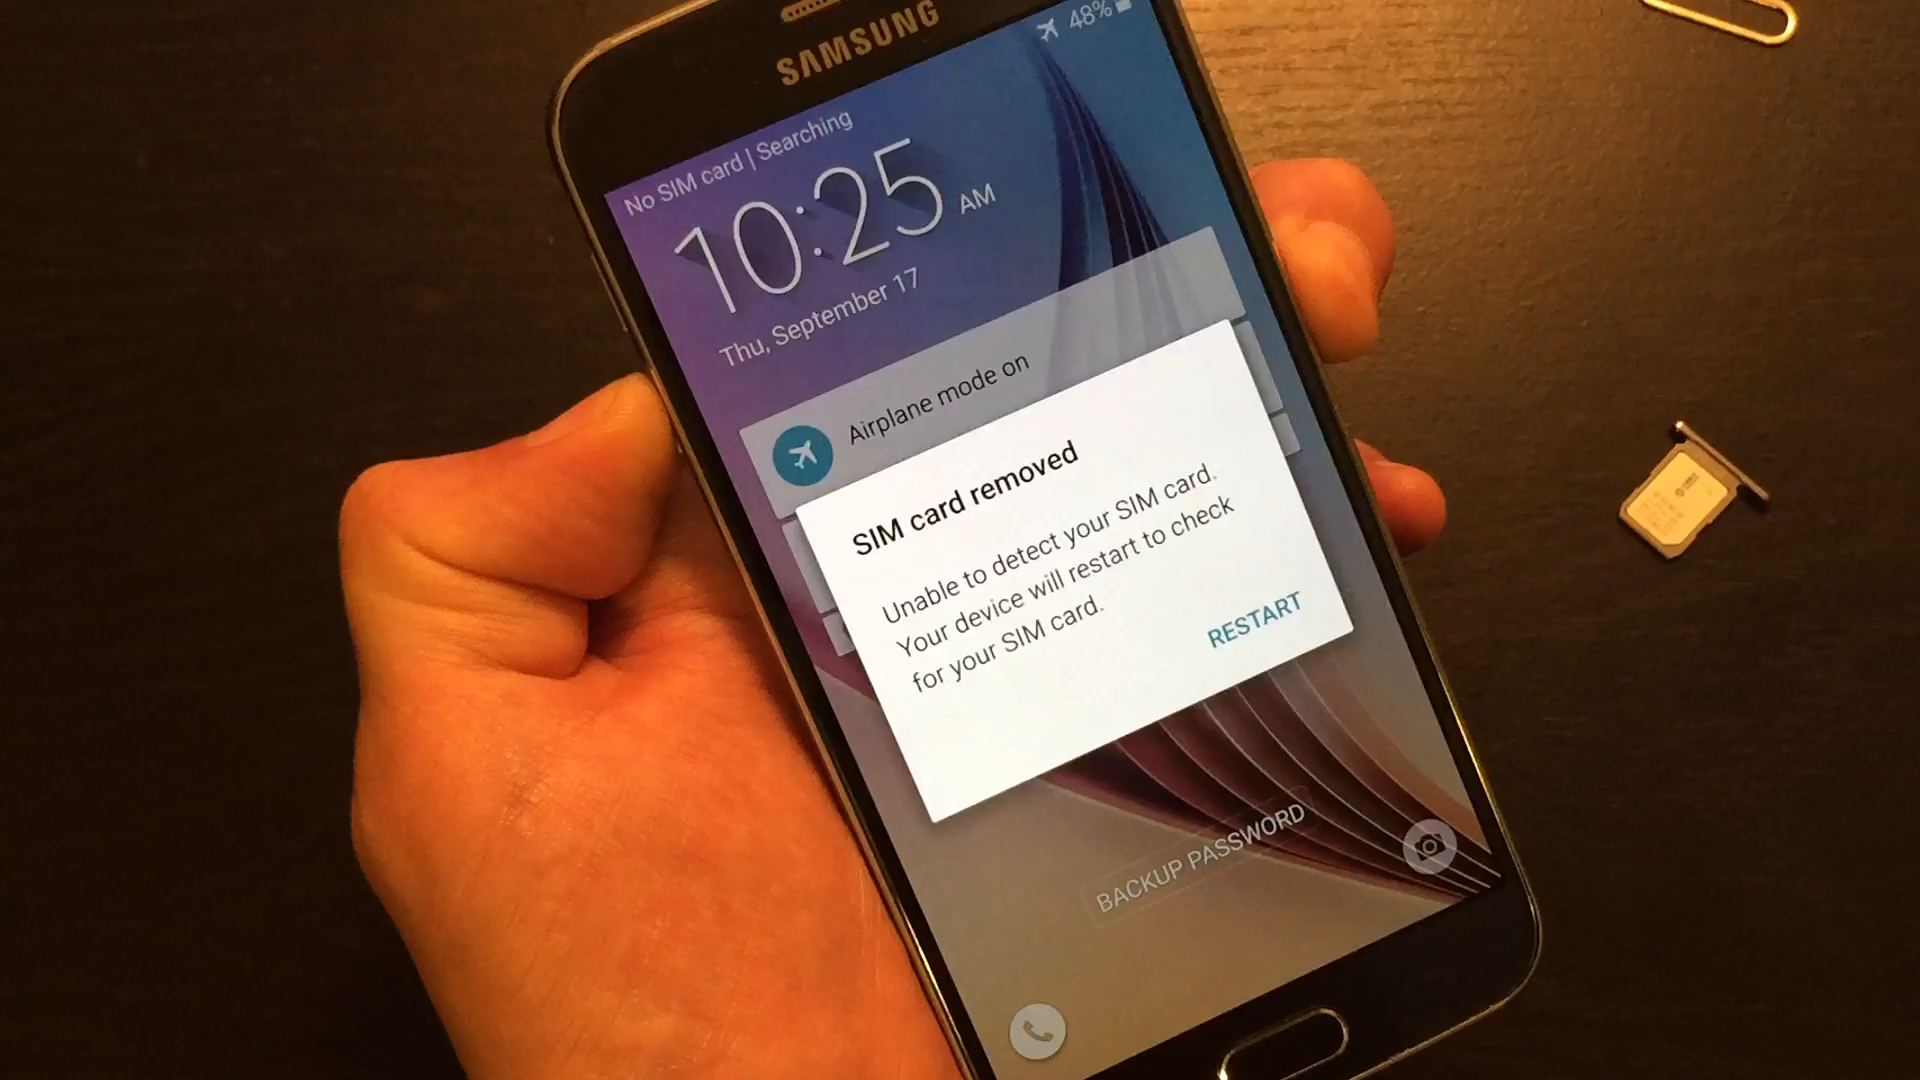 SAMSUNG
48%
No SIM card | Searching
10:25 AM
Thu, September 17
Airplane mode on
SIM card removed
Unable to detect your SIM card.
Your device will restart to check
for your SIM card.
RESTART
BACKUP PASSWORD